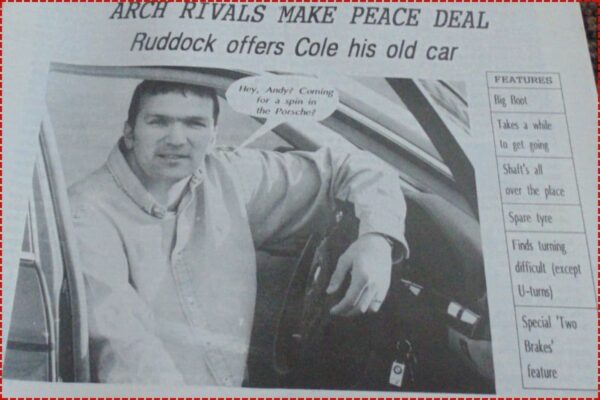 ARCH RIVALS MAKE PEACE DEAL
Ruddock offers Cole his old car
Hey, Andy? Coming
for a spin in
the Porsche?
FEATURES
Big Boot
Takes a while
to get going
Shaft's all
over the place
Spare tyre
Finds turning
difficult (except
U-turns)
Special 'Two
Brakes'
feature